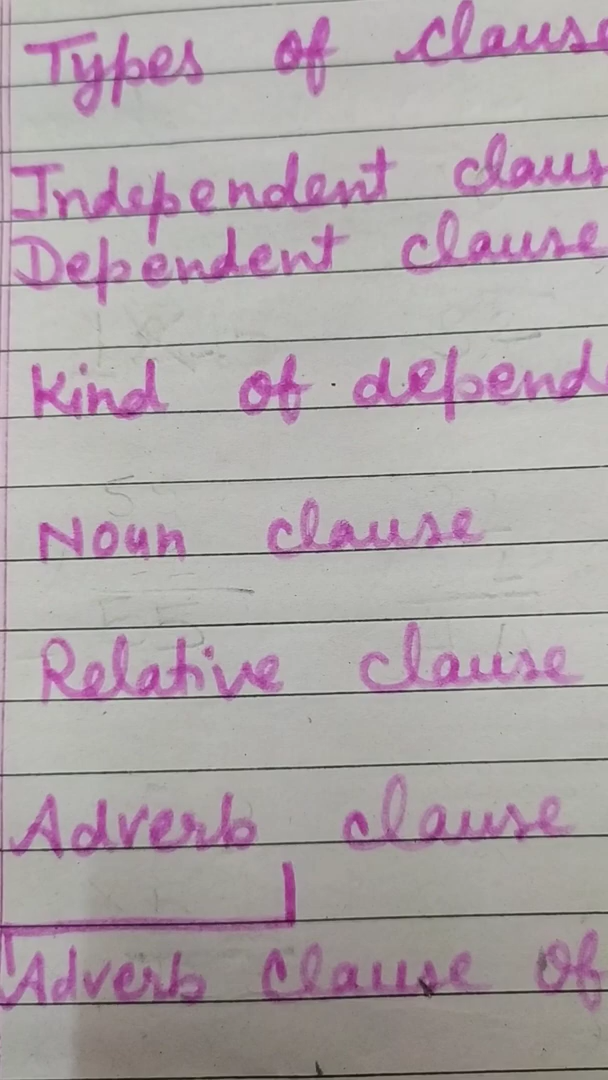 Types of clause
Independent claus
Dependent clause
Kind of depend
Noun clause
Relative clause
Adverb clause
Adverb clause of